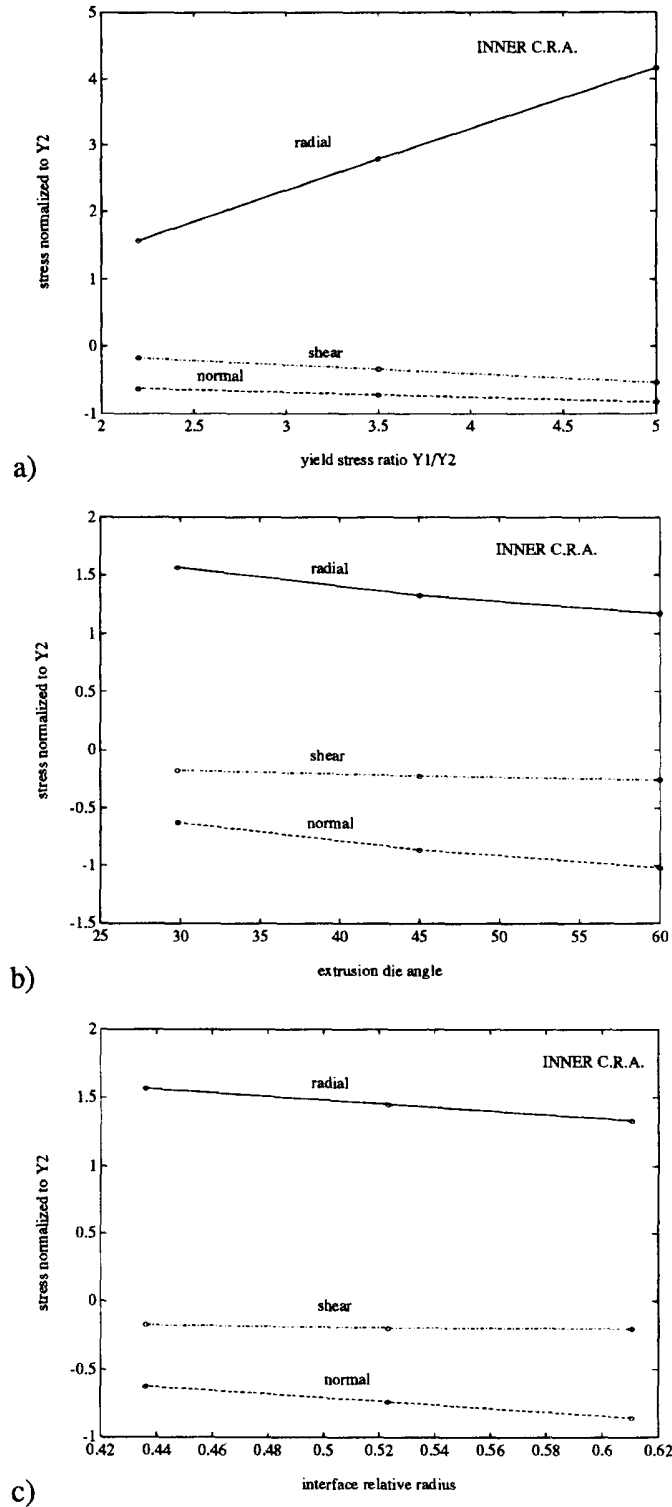 5
INNER C.R.A.
4
radial
3
2
1
stress normalized to Y2
shear
0
normal
-1
2 2.5 3 3.5 4 4.5 5
yield stress ratio Y1/Y2
a)
2
INNER C.R.A.
radial
1.5
1
0.5
stress normalized to Y2
shear
0
-0.5
normal
-1
-1.5
25 30 35 40 45 50 55 60
extrusion die angle
b)
2
INNER C.R.A.
radial
1.5
1
0.5
stress normalized to Y2
shear
0
-0.5
normal
-1
0.42 0.44 0.46 0.48 0.5 0.52 0.54 0.56 0.58 0.6 0.62
interface relative radius
c)